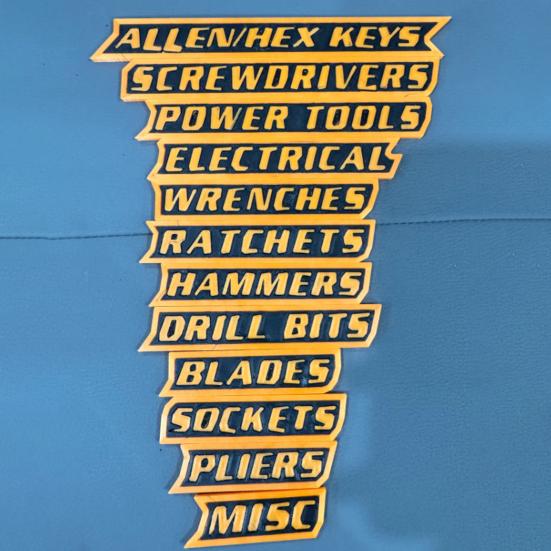 ALLEN/HEX KEYS
SCREWDRIVERS
POWER TOOLS
ELECTRICAL
WRENCHES
RATCHETS
HAMMERS
DRILL BITS
BLADES
SOCKETS
PLIERS
MISC